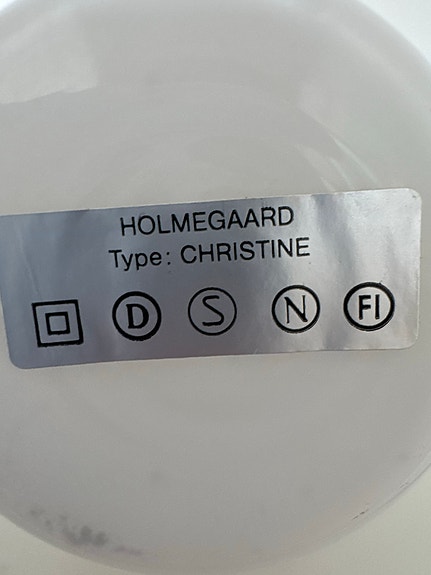 HOLMEGAARD
Type: CHRISTINE
D S N FI